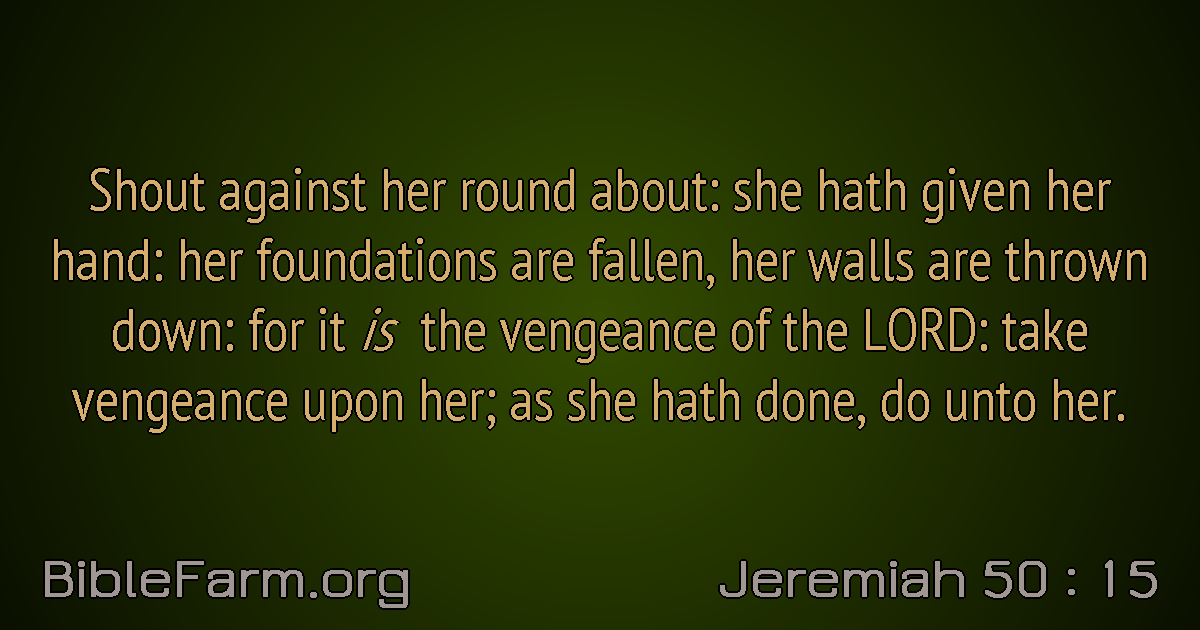 Shout against her round about: she hath given her
hand: her foundations are fallen, her walls are thrown
down: for it is the vengeance of the LORD: take
vengeance upon her; as she hath done, do unto her.
BibleFarm.org
Jeremiah 50 : 15